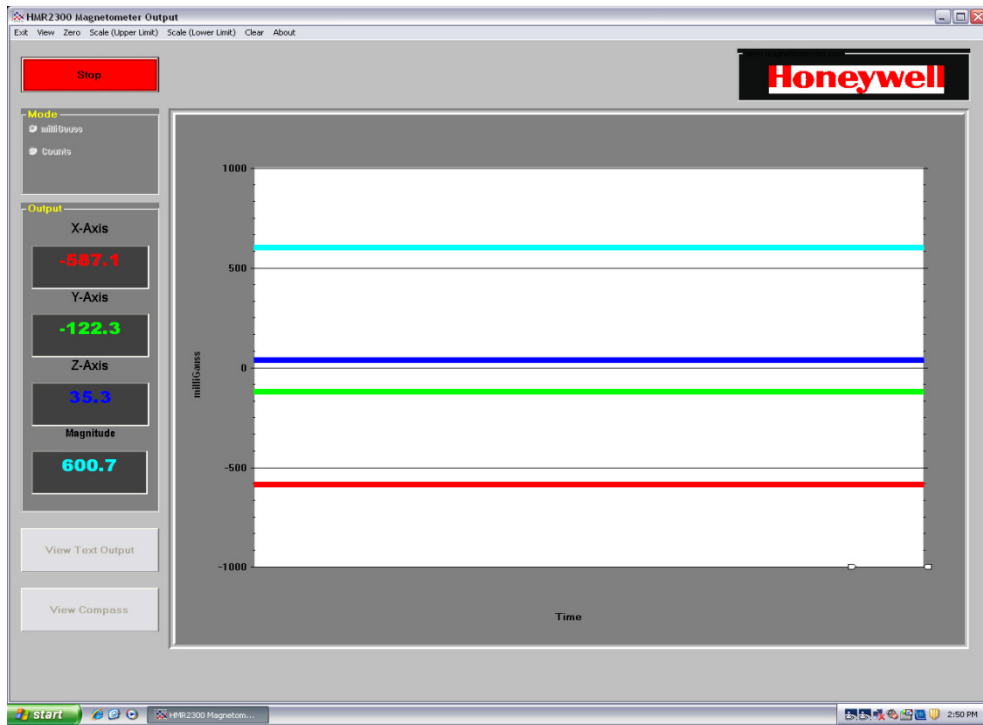 HMR2300 Magnetometer Output
Exit View Zero Scale (Upper Limit) Scale (Lower Limit) Clear About
Stop
Honeywell
Mode
milliGauss
Counts
Output
X-Axis
-587.1
Y-Axis
-122.3
Z-Axis
35.3
Magnitude
600.7
View Text Output
View Compass
1000
500
0
-500
-1000
milliGauss
Time
start
HMR2300 Magnetom...
2:50 PM